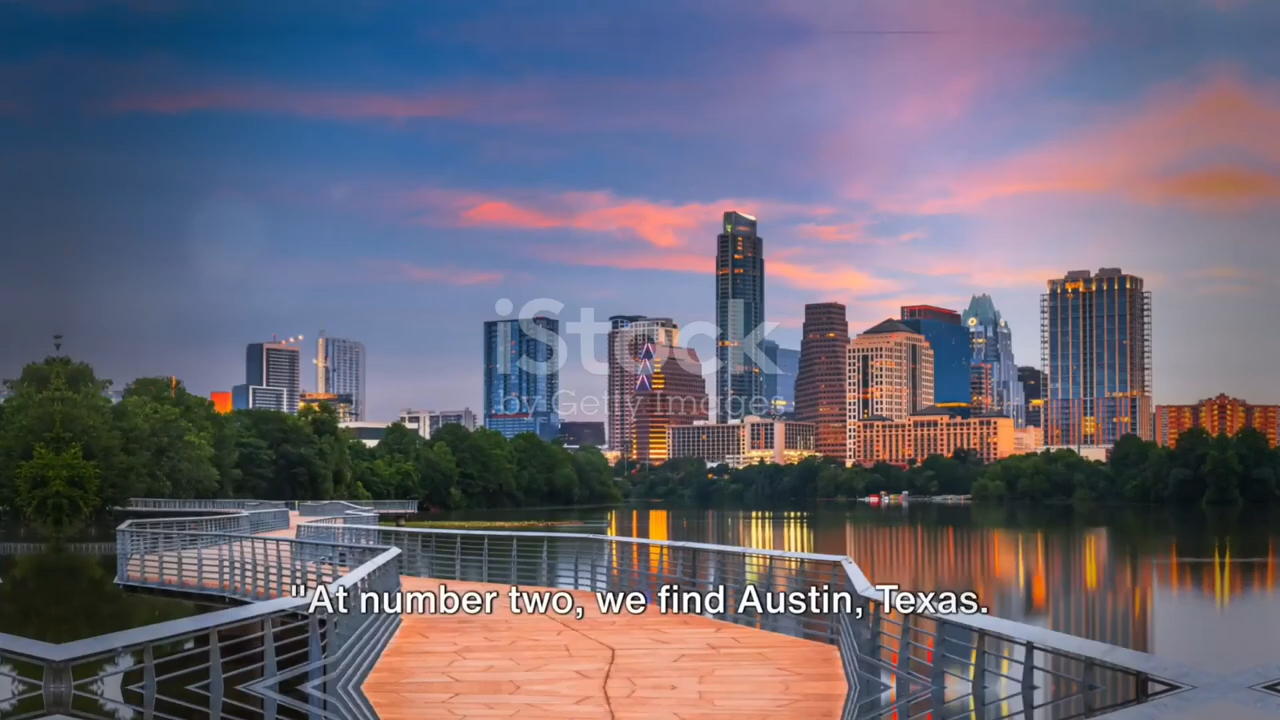 iStock
by Getty Images
"At number two, we find Austin, Texas.